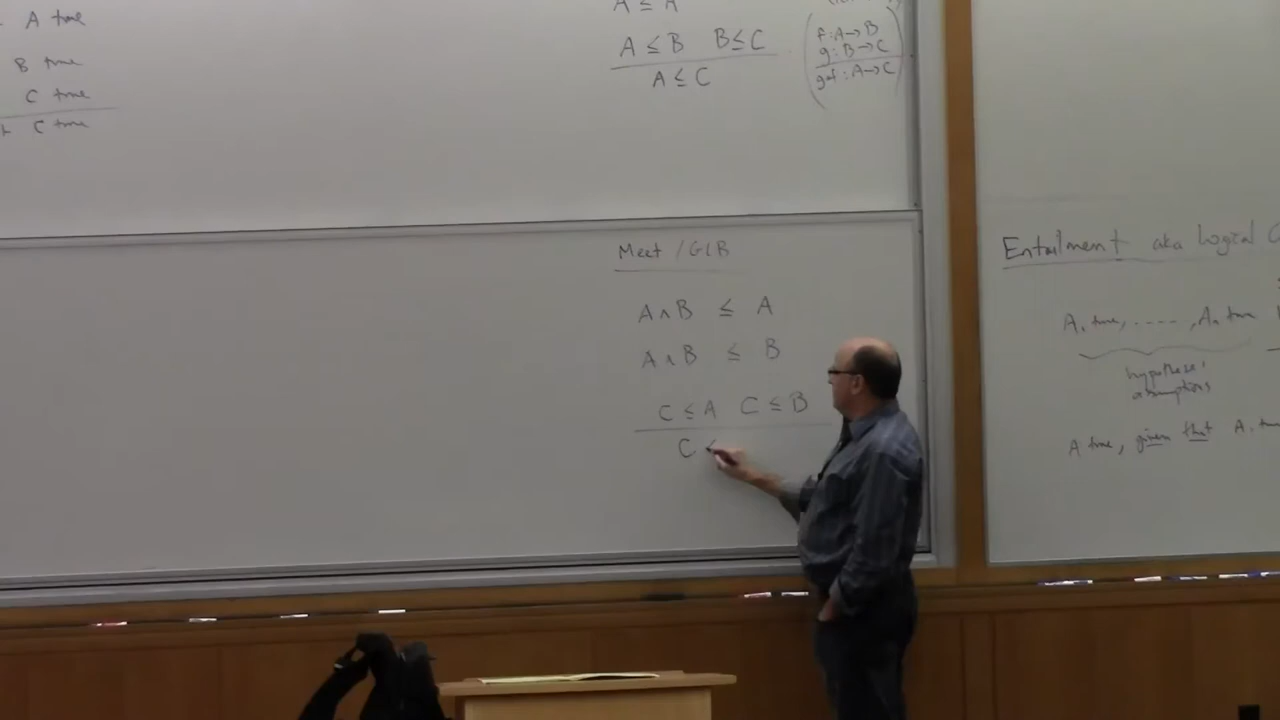 A true
B true
C true
C true
A ≤ A
A ≤ B B ≤ C
A ≤ C
f: A → B
g: B → C
g∘f : A → C
Meet / GLB
A ∧ B ≤ A
A ∧ B ≤ B
C ≤ A C ≤ B
C ≤
Entailment aka Logical C
A₁ true, ...., Aₙ true
assumptions
A true, given that A₁ true